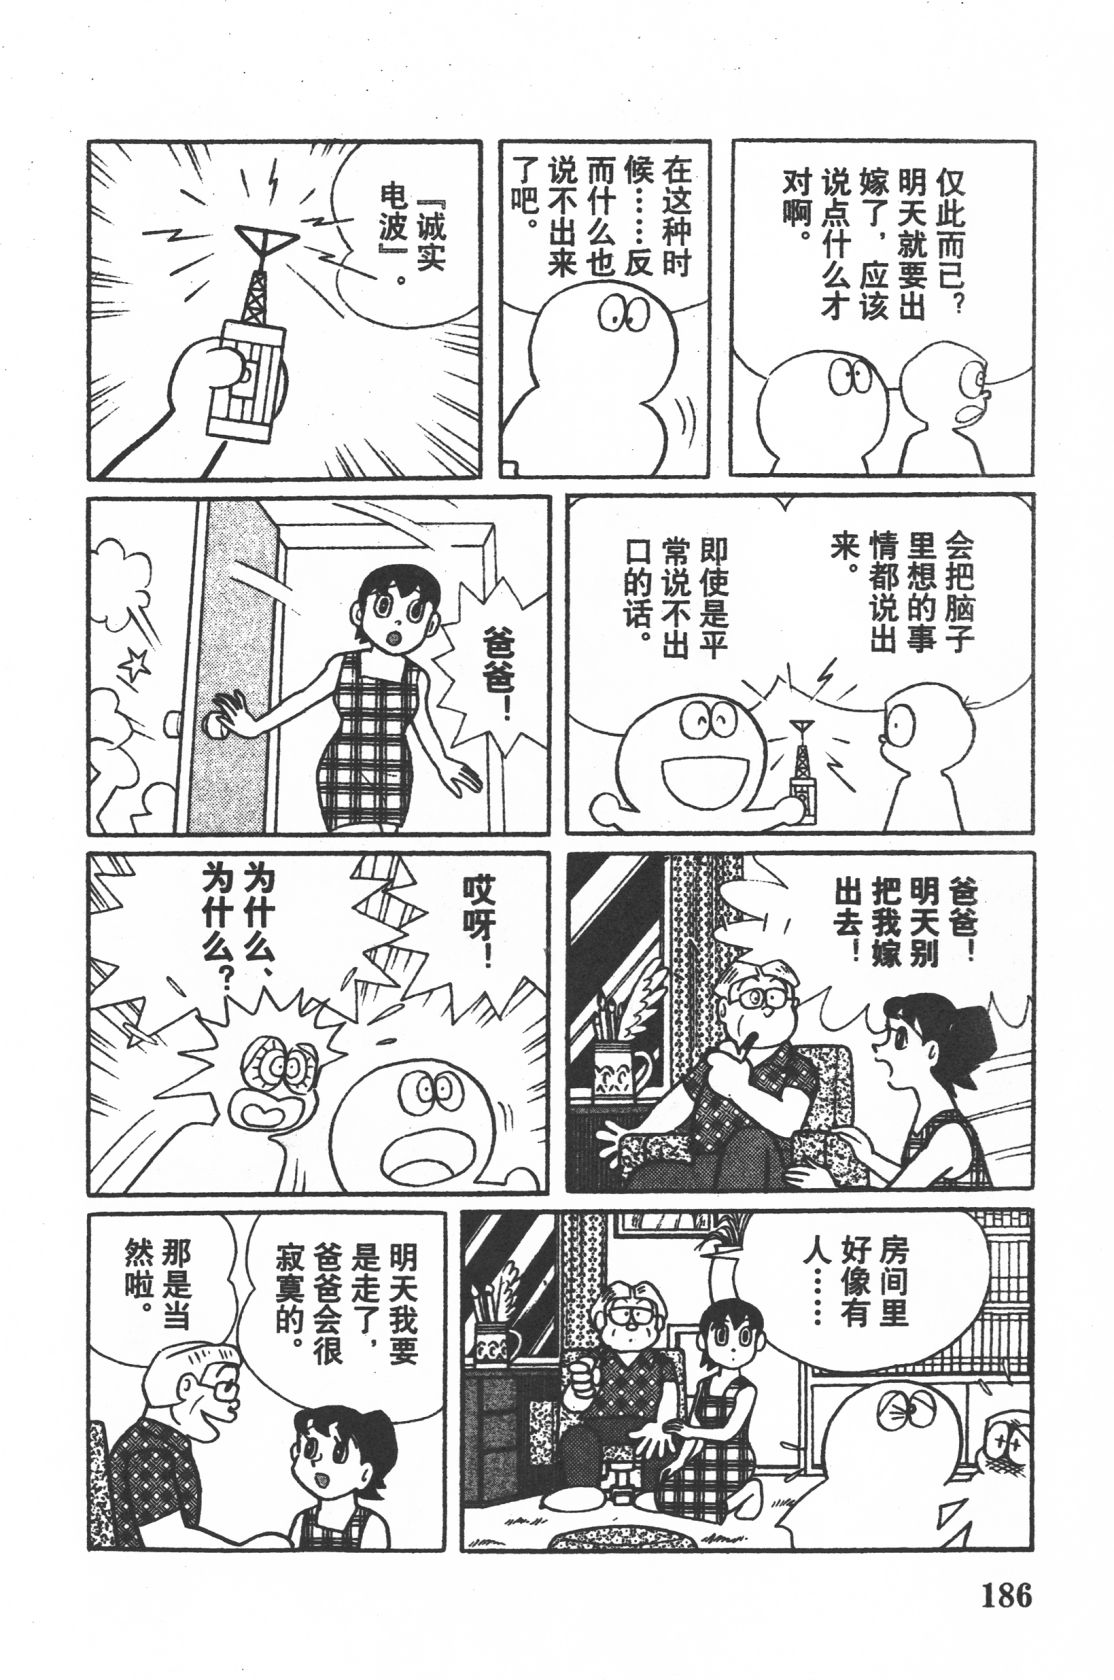 仅此而已？
明天就要出
嫁了，应该
说点什么才
对啊。
在这种时
候……反
而什么也
说不出来
了吧。
『诚实
电波』。
会把脑子
里想的事
情都说出
来。
即使是平
常说不出
口的话。
爸爸！
爸爸！
明天别
把我嫁
出去！
哎呀！
为什么、
为什么？
房间里
好像有
人……
明天我要
是走了，
爸爸会很
寂寞的。
那是当
然啦。
186